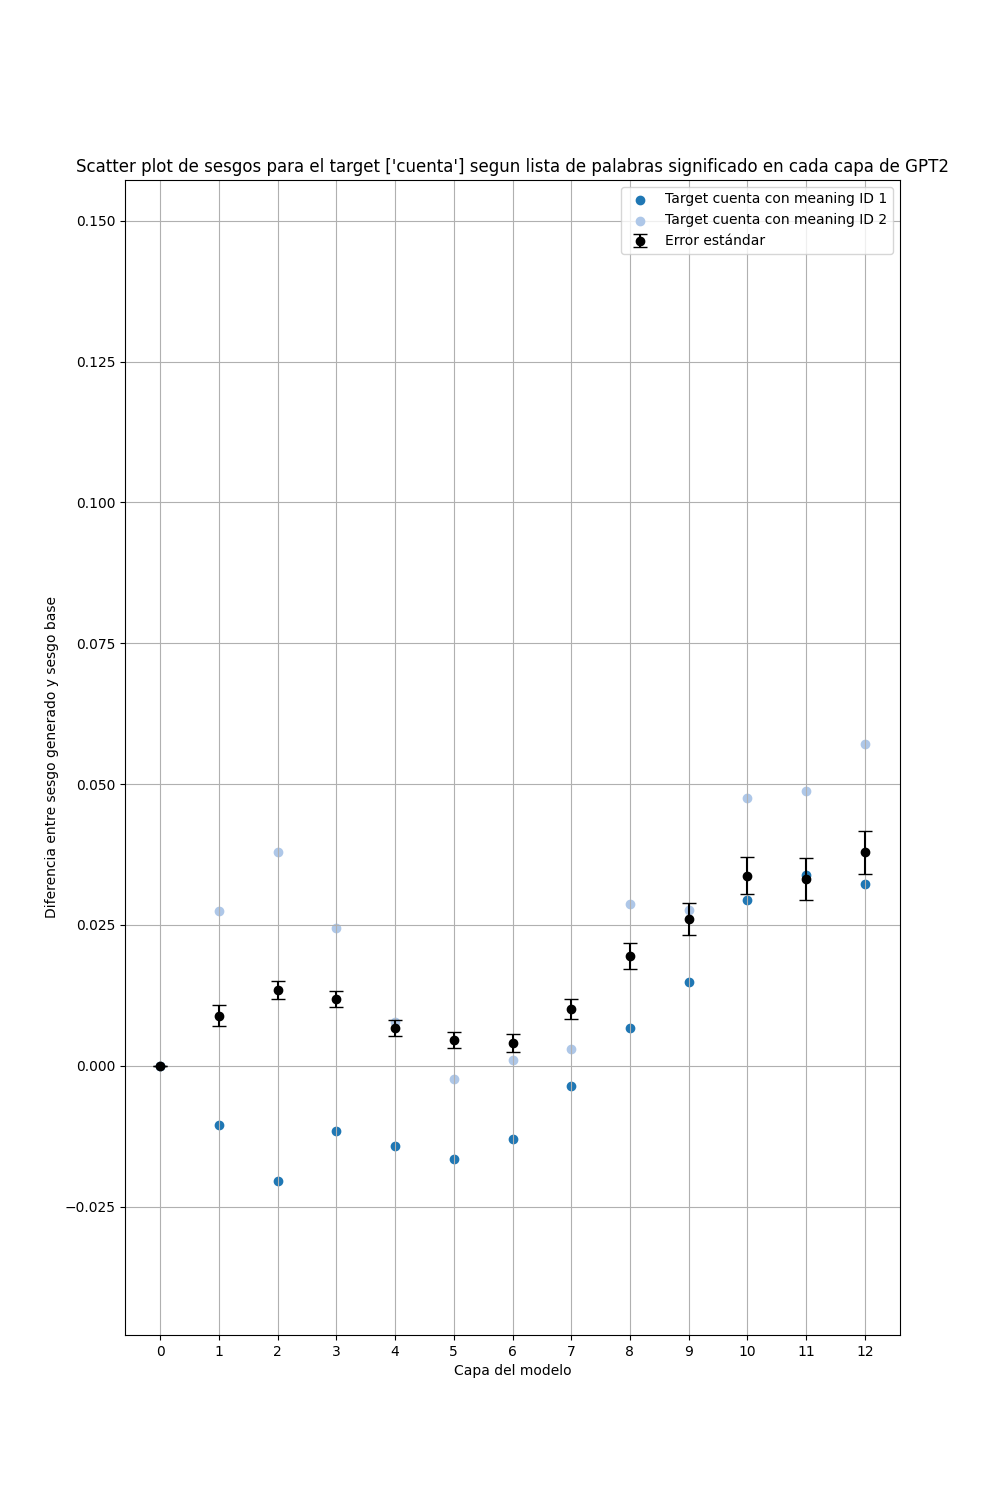 Scatter plot de sesgos para el target ['cuenta'] segun lista de palabras significado en cada capa de GPT2
Target cuenta con meaning ID 1
Target cuenta con meaning ID 2
Error estándar
0.150
0.125
0.100
0.075
0.050
0.025
0.000
−0.025
Diferencia entre sesgo generado y sesgo base
0 1 2 3 4 5 6 7 8 9 10 11 12
Capa del modelo